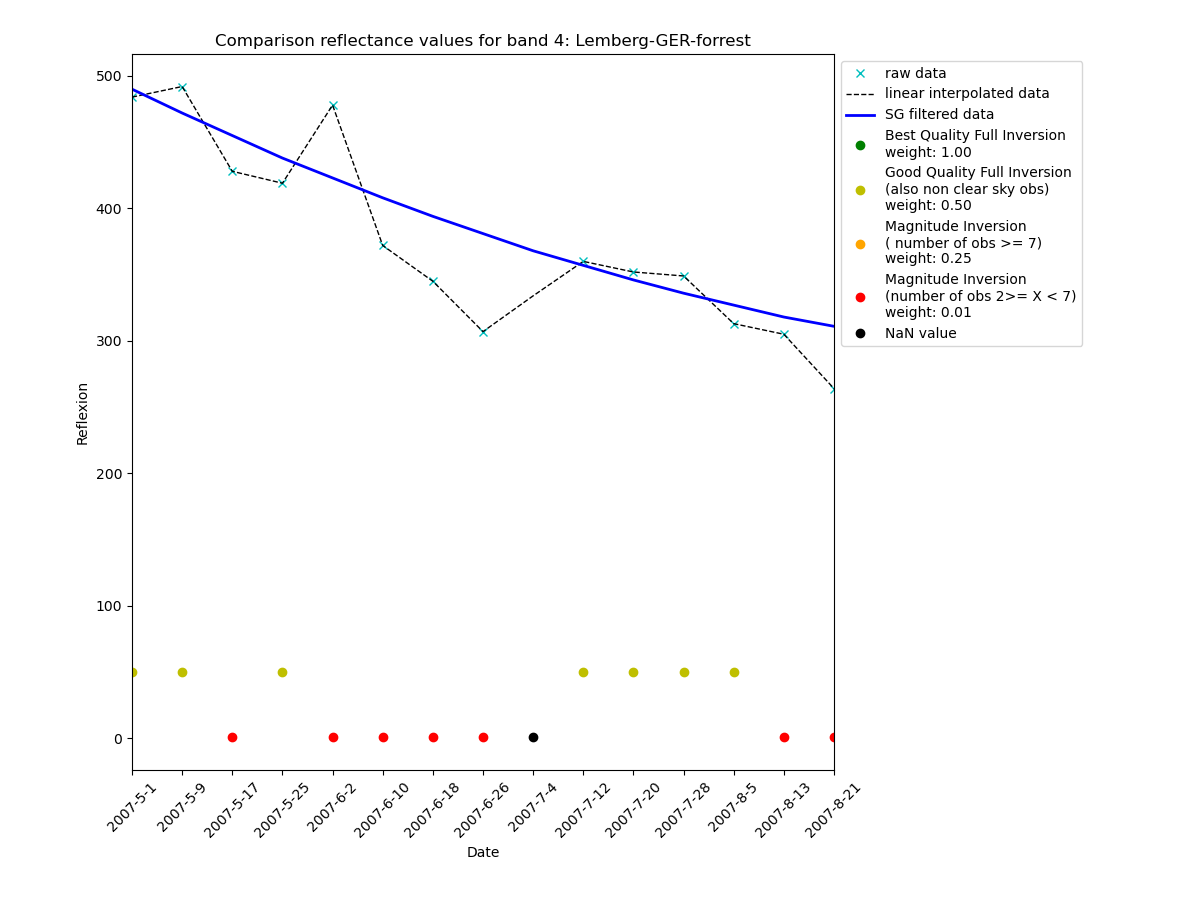 Comparison reflectance values for band 4: Lemberg-GER-forrest
500
400
300
200
100
0
Reflexion
2007-5-1
2007-5-9
2007-5-17
2007-5-25
2007-6-2
2007-6-10
2007-6-18
2007-6-26
2007-7-4
2007-7-12
2007-7-20
2007-7-28
2007-8-5
2007-8-13
2007-8-21
Date
raw data
linear interpolated data
SG filtered data
Best Quality Full Inversion
weight: 1.00
Good Quality Full Inversion
(also non clear sky obs)
weight: 0.50
Magnitude Inversion
( number of obs >= 7)
weight: 0.25
Magnitude Inversion
(number of obs 2>= X < 7)
weight: 0.01
NaN value